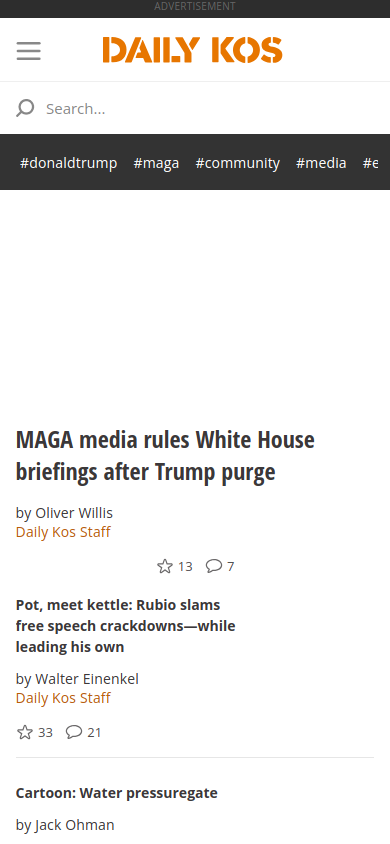 ADVERTISEMENT
DAILY KOS
Search...
#donaldtrump #maga #community #media #e
MAGA media rules White House
briefings after Trump purge
by Oliver Willis
Daily Kos Staff
13 7
Pot, meet kettle: Rubio slams
free speech crackdowns—while
leading his own
by Walter Einenkel
Daily Kos Staff
33 21
Cartoon: Water pressuregate
by Jack Ohman